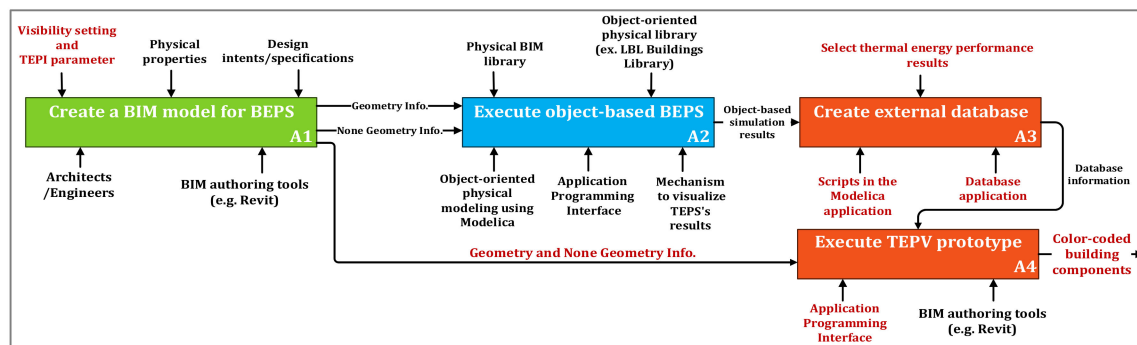 Visibility setting
and
TEPI parameter
Physical
properties
Design
intents/specifications
Create a BIM model for BEPS
A1
Architects
/Engineers
BIM authoring tools
(e.g. Revit)
Geometry Info.
None Geometry Info.
Physical BIM
library
Object-oriented
physical library
(ex. LBL Buildings
Library)
Execute object-based BEPS
A2
Object-oriented
physical
modeling using
Modelica
Application
Programming
Interface
Mechanism
to visualize
TEPS's
results
Object-based
simulation
results
Select thermal energy performance
results
Create external database
A3
Scripts in the
Modelica
application
Database
application
Database
information
Geometry and None Geometry Info.
Execute TEPV prototype
A4
Color-coded
building
components
Application
Programming
Interface
BIM authoring tools
(e.g. Revit)